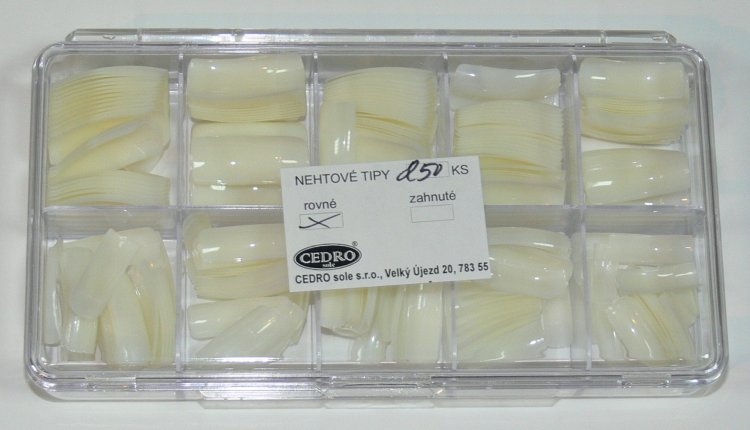 NEHTOVÉ TIPY 250 KS
rovné zahnuté
CEDRO ®
sole
CEDRO sole s.r.o., Velký Újezd 20, 783 55